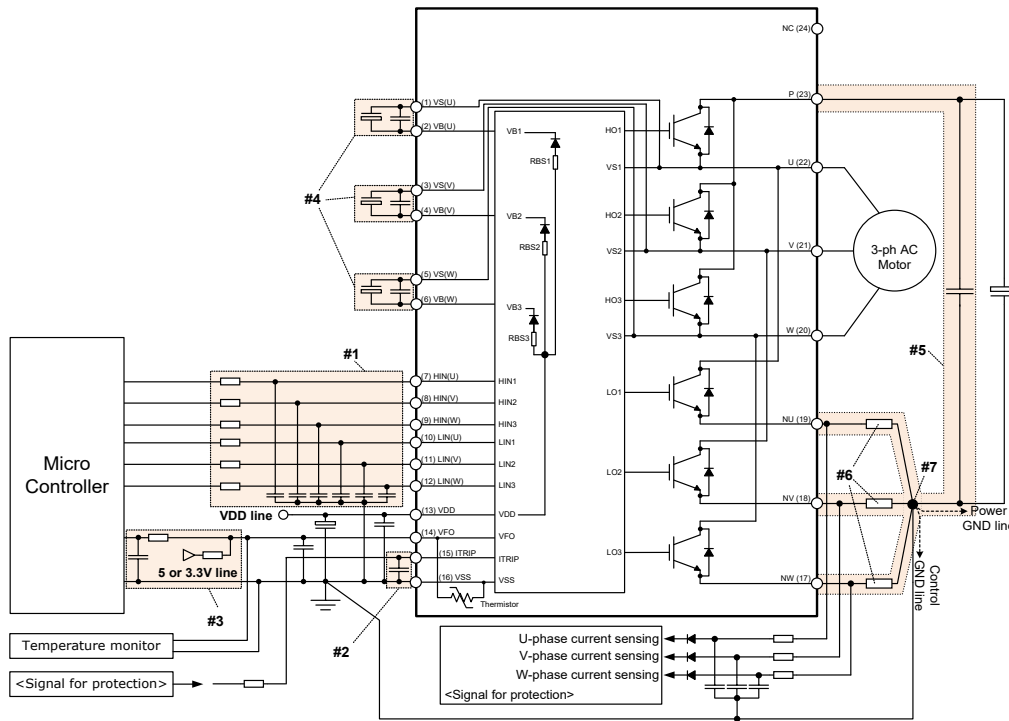 NC (24)
P (23)
(1) VS(U)
(2) VB(U)
VB1
RBS1
HO1
VS1
U (22)
#4
(3) VS(V)
(4) VB(V)
VB2
RBS2
HO2
VS2
V (21)
3-ph AC
Motor
(5) VS(W)
(6) VB(W)
VB3
RBS3
HO3
VS3
W (20)
#5
#1
Micro
Controller
(7) HIN(U)
HIN1
(8) HIN(V)
HIN2
(9) HIN(W)
HIN3
(10) LIN(U)
LIN1
(11) LIN(V)
LIN2
(12) LIN(W)
LIN3
LO1
NU (19)
LO2
NV (18)
#6
#7
Power
GND line
Control
GND line
VDD line
(13) VDD
VDD
(14) VFO
VFO
5 or 3.3V line
(15) ITRIP
ITRIP
(16) VSS
VSS
LO3
NW (17)
Thermistor
#3
#2
Temperature monitor
<Signal for protection>
U-phase current sensing
V-phase current sensing
W-phase current sensing
<Signal for protection>